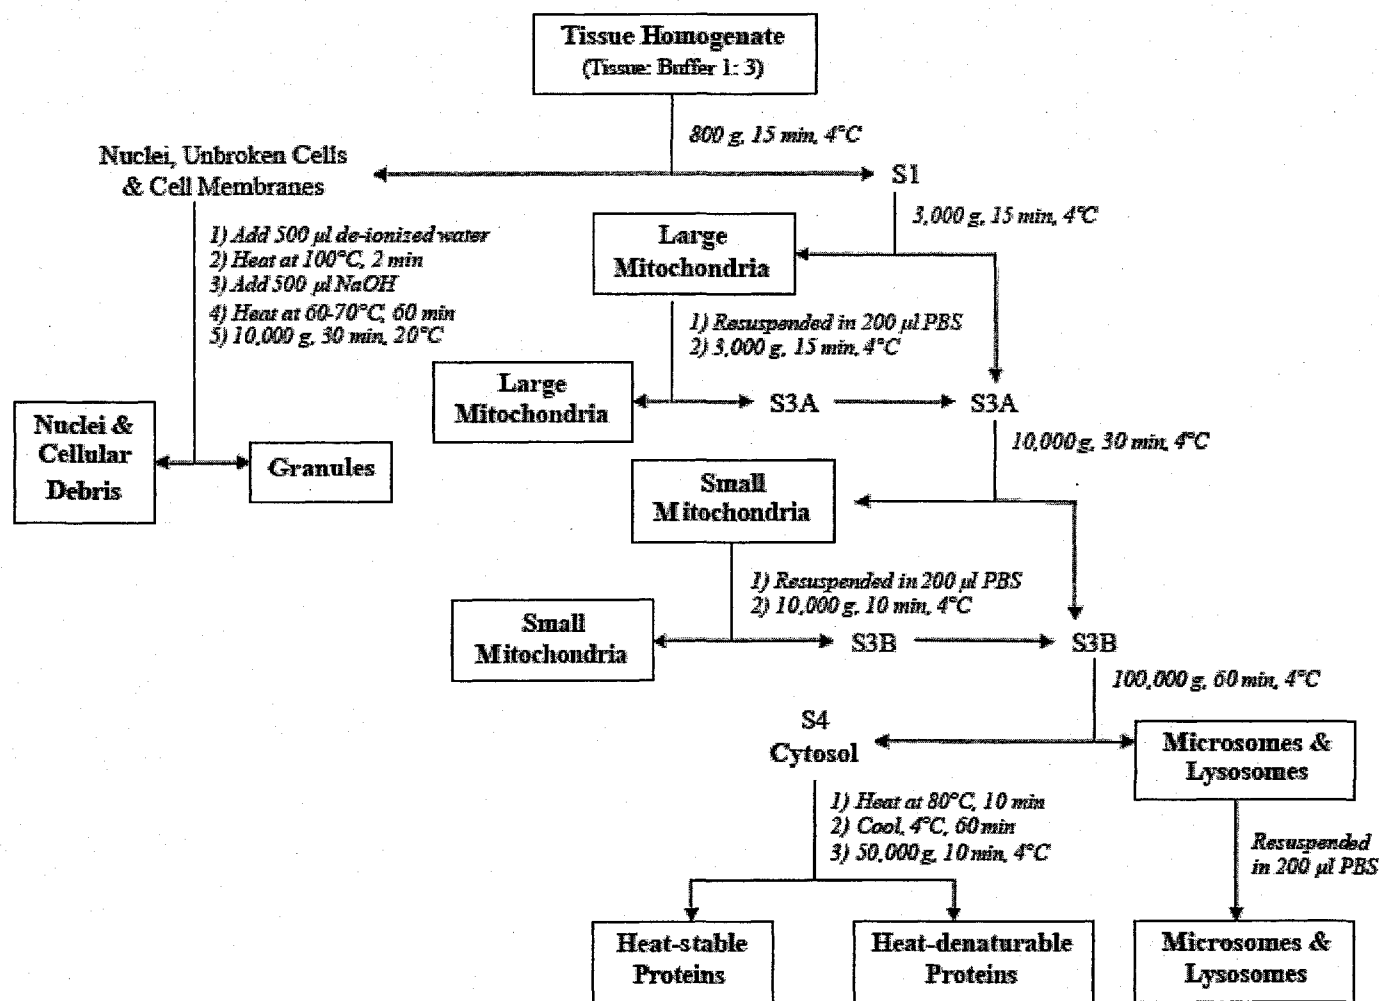 Tissue Homogenate
(Tissue: Buffer 1: 3)
800 g, 15 min, 4°C
Nuclei, Unbroken Cells
& Cell Membranes
S1
3,000 g, 15 min, 4°C
1) Add 500 µl de-ionized water
2) Heat at 100°C, 2 min
3) Add 500 µl NaOH
4) Heat at 60-70°C, 60 min
5) 10,000 g, 30 min, 20°C
Large
Mitochondria
1) Resuspended in 200 µl PBS
2) 3,000 g, 15 min, 4°C
Large
Mitochondria
S3A
S3A
10,000 g, 30 min, 4°C
Nuclei &
Cellular
Debris
Granules
Small
Mitochondria
1) Resuspended in 200 µl PBS
2) 10,000 g, 10 min, 4°C
Small
Mitochondria
S3B
S3B
100,000 g, 60 min, 4°C
S4
Cytosol
Microsomes &
Lysosomes
1) Heat at 80°C, 10 min
2) Cool, 4°C, 60 min
3) 50,000 g, 10 min, 4°C
Resuspended
in 200 µl PBS
Heat-stable
Proteins
Heat-denaturable
Proteins
Microsomes &
Lysosomes